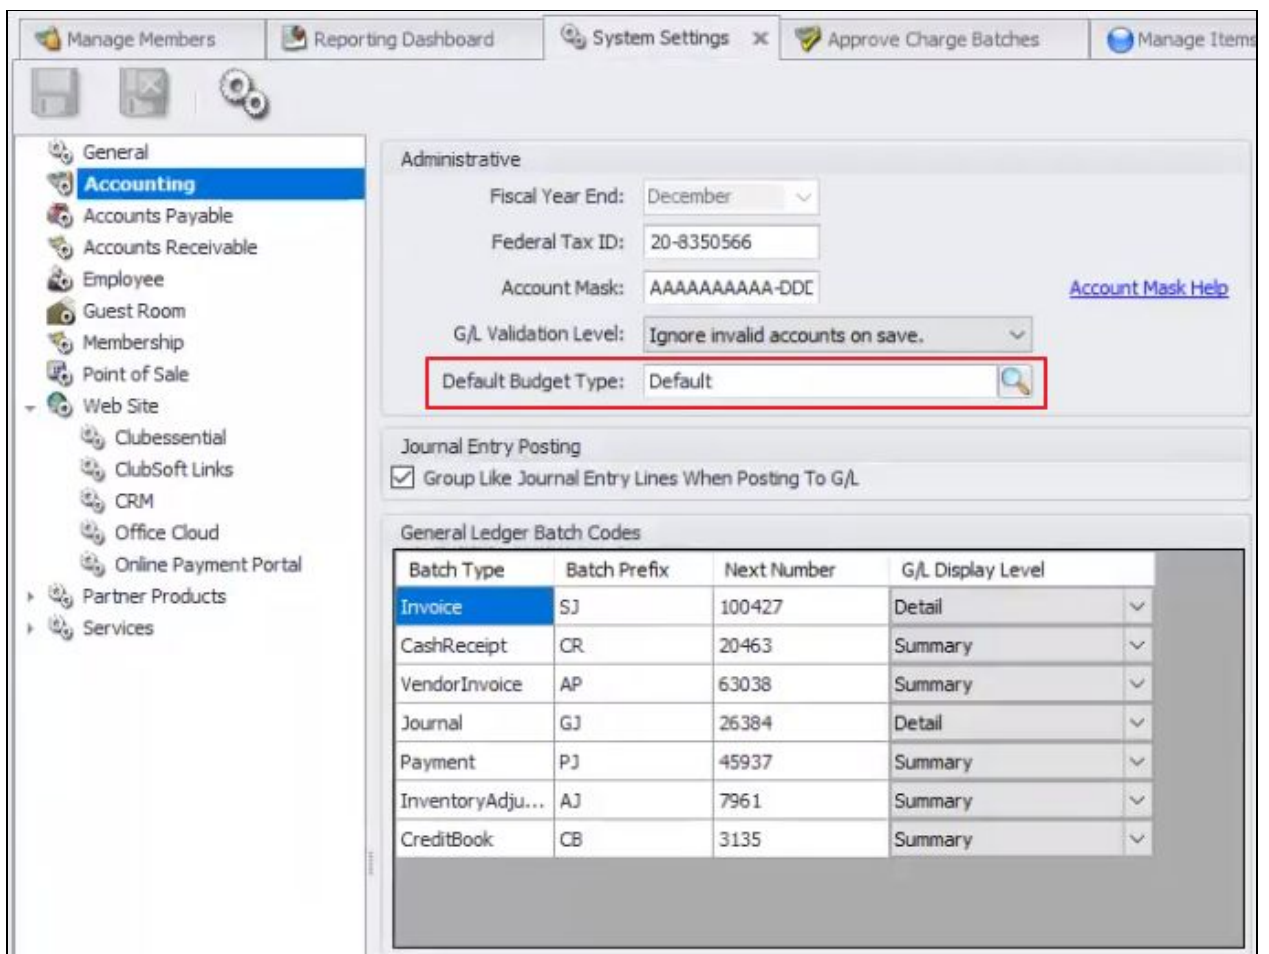 Manage Members Reporting Dashboard System Settings Approve Charge Batches Manage Items
General
Accounting
Accounts Payable
Accounts Receivable
Employee
Guest Room
Membership
Point of Sale
Web Site
Clubessential
ClubSoft Links
CRM
Office Cloud
Online Payment Portal
Partner Products
Services
Administrative
Fiscal Year End: December
Federal Tax ID: 20-8350566
Account Mask: AAAAAAAAAA-DDD Account Mask Help
G/L Validation Level: Ignore invalid accounts on save.
Default Budget Type: Default
Journal Entry Posting
Group Like Journal Entry Lines When Posting To G/L
General Ledger Batch Codes
Batch Type Batch Prefix Next Number G/L Display Level
Invoice SJ 100427 Detail
CashReceipt CR 20463 Summary
VendorInvoice AP 63038 Summary
Journal GJ 26384 Detail
Payment PJ 45937 Summary
InventoryAdju... AJ 7961 Summary
CreditBook CB 3135 Summary